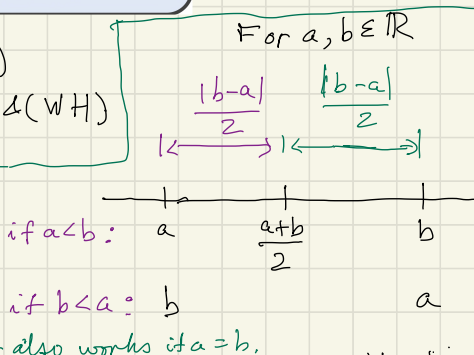 For a, b ∈ ℝ
)
&(WH)
|b-a|/2 |b-a|/2
if a<b: a (a+b)/2 b
if b<a: b a
also works if a=b.